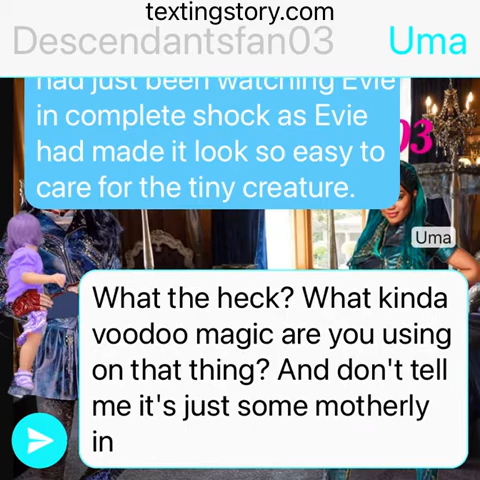 textingstory.com
Descendantsfan03 Uma
had just been watching Evie
in complete shock as Evie
had made it look so easy to
care for the tiny creature.
03
Uma
What the heck? What kinda
voodoo magic are you using
on that thing? And don't tell
me it's just some motherly
in